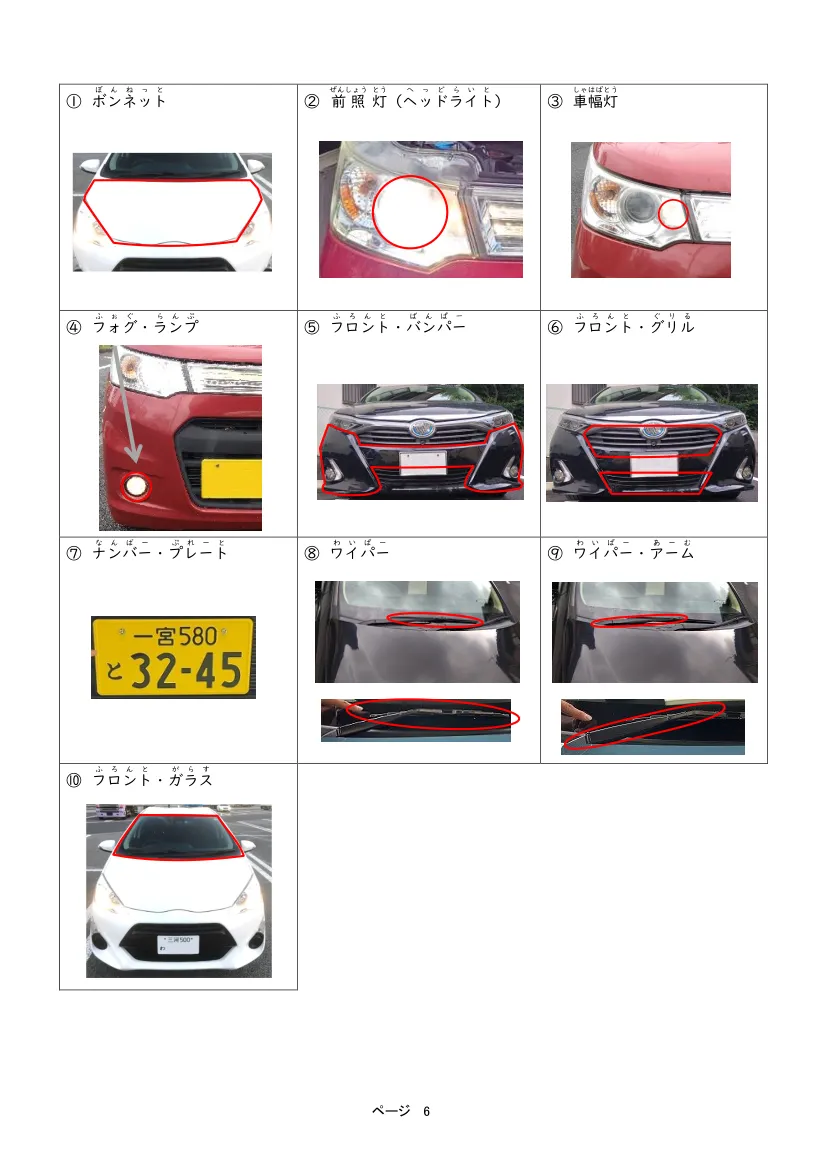 ぼんねっと
① ボンネット
ぜんしょうとう へっどらいと
② 前照灯（ヘッドライト）
しゃはばとう
③ 車幅灯
ふぉぐ らんぷ
④ フォグ・ランプ
ふろんと ばんぱー
⑤ フロント・バンパー
ふろんと ぐりる
⑥ フロント・グリル
なんばー ぷれーと
⑦ ナンバー・プレート
一宮580
と 32-45
わいぱー
⑧ ワイパー
わいぱー あーむ
⑨ ワイパー・アーム
ふろんと がらす
⑩ フロント・ガラス
三河500
わ
ページ 6